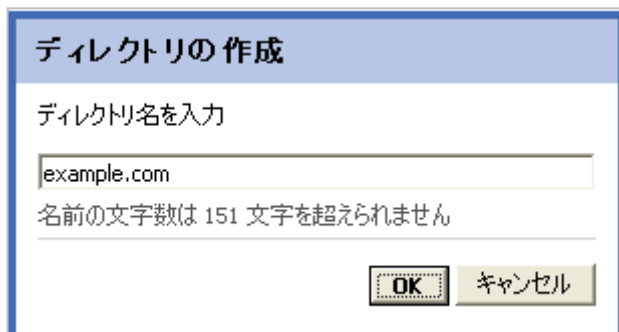 ディレクトリの作成
ディレクトリ名を入力
example.com
名前の文字数は 151 文字を超えられません
OK キャンセル